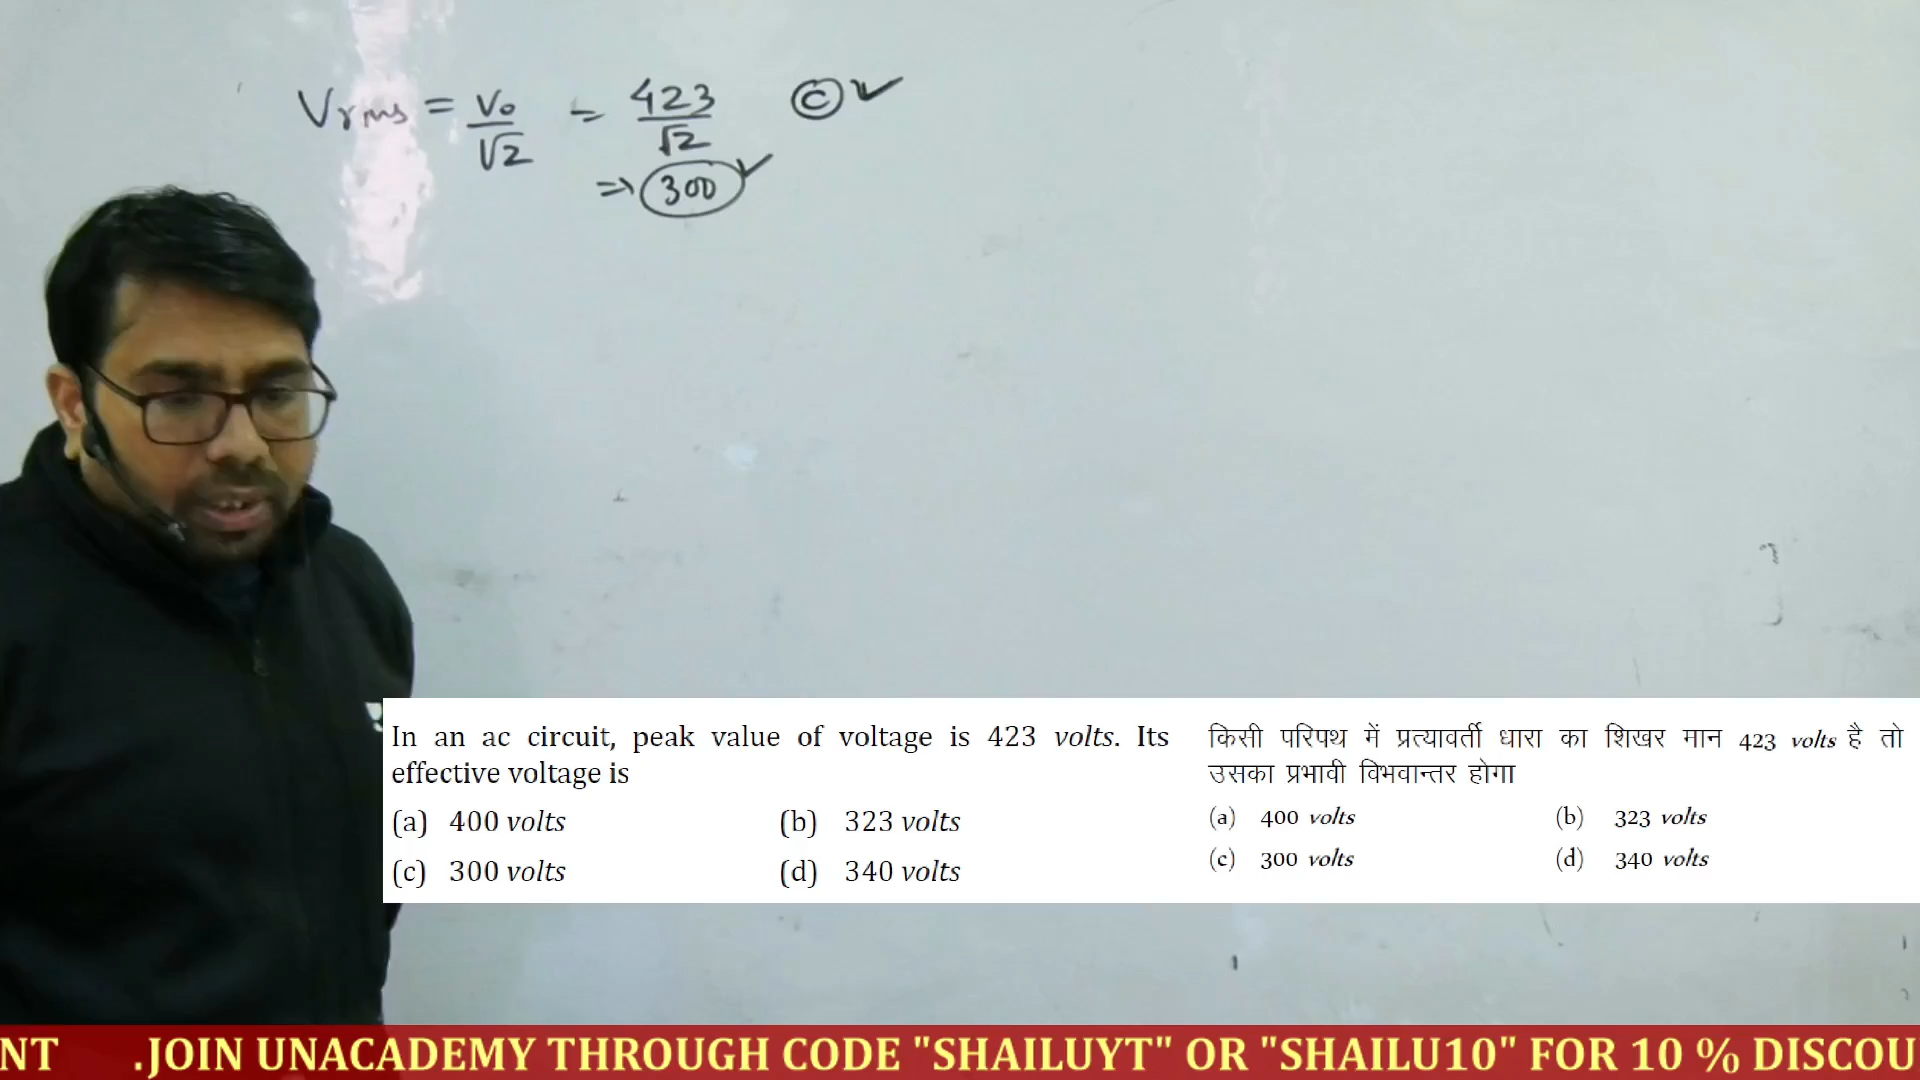 Vrms = V₀/√2 = 423/√2 (C)
⇒ 300
In an ac circuit, peak value of voltage is 423 volts. Its
effective voltage is
(a) 400 volts (b) 323 volts
(c) 300 volts (d) 340 volts
किसी परिपथ में प्रत्यावर्ती धारा का शिखर मान 423 volts है तो
उसका प्रभावी विभवान्तर होगा
(a) 400 volts (b) 323 volts
(c) 300 volts (d) 340 volts
NT .JOIN UNACADEMY THROUGH CODE "SHAILUYT" OR "SHAILU10" FOR 10 % DISCOU